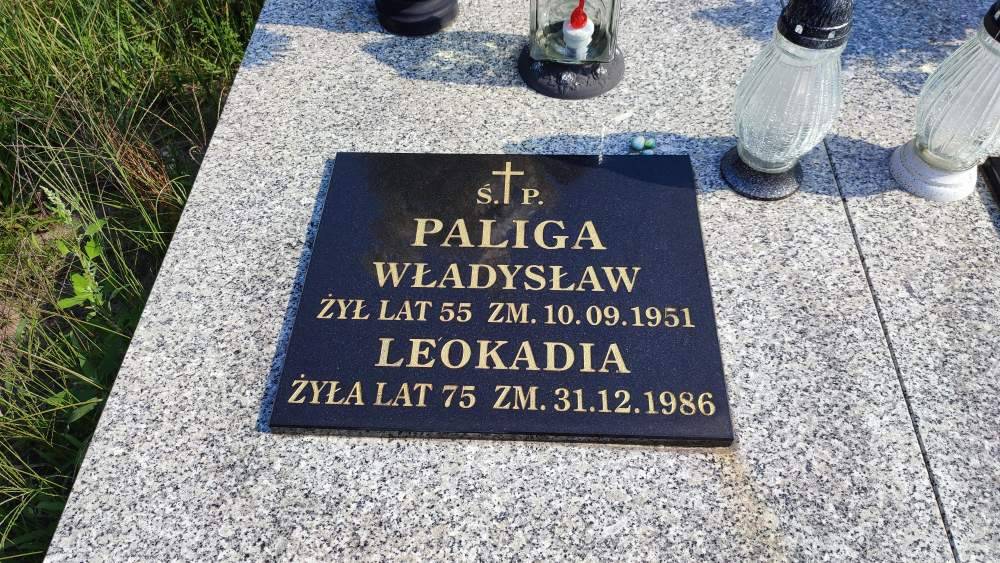 Ś. P.
PALIGA
WŁADYSŁAW
ŻYŁ LAT 55 ZM. 10.09.1951
LEOKADIA
ŻYŁA LAT 75 ZM. 31.12.1986